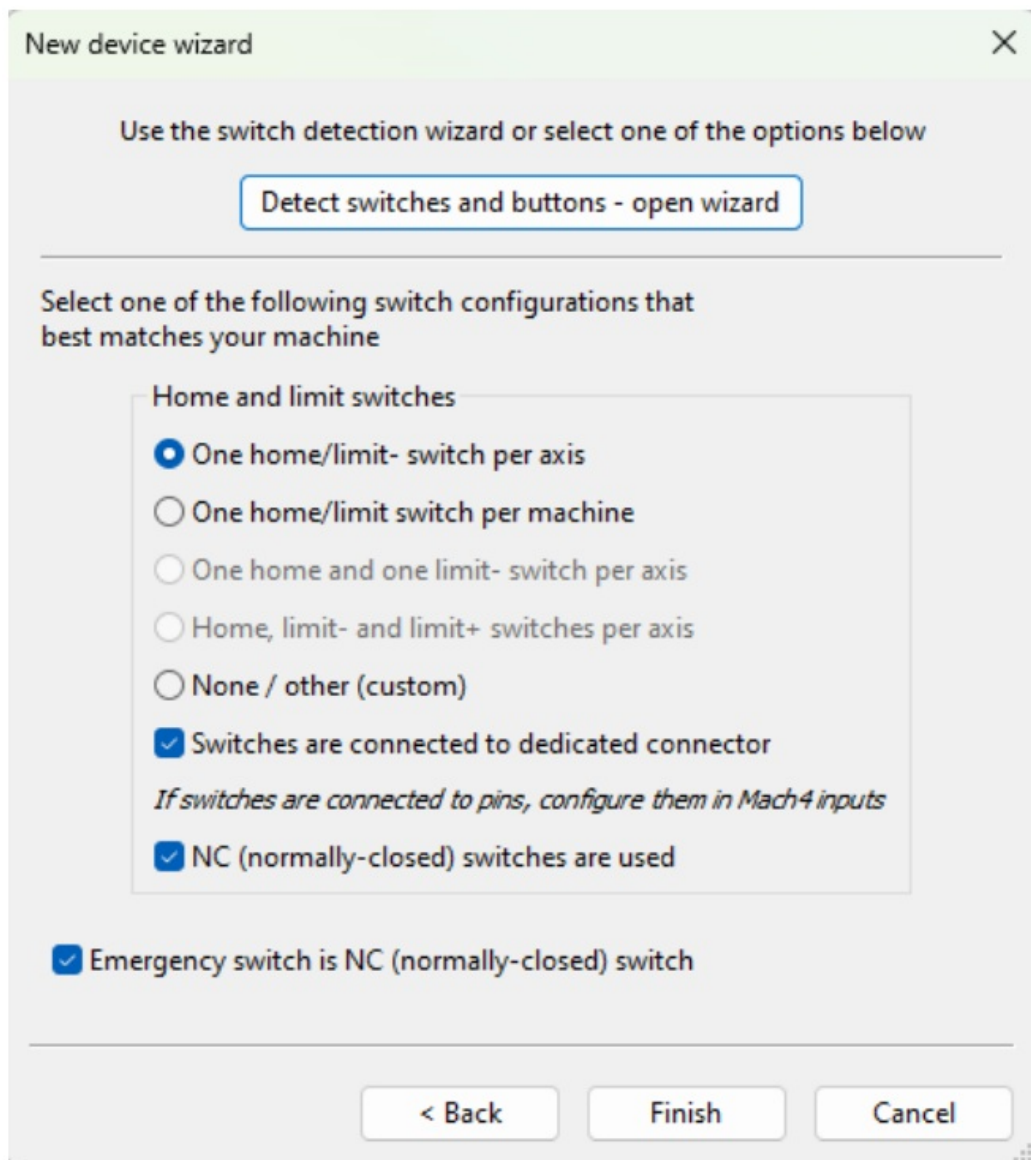 New device wizard
Use the switch detection wizard or select one of the options below
Detect switches and buttons - open wizard
Select one of the following switch configurations that
best matches your machine
Home and limit switches
One home/limit- switch per axis
One home/limit switch per machine
One home and one limit- switch per axis
Home, limit- and limit+ switches per axis
None / other (custom)
Switches are connected to dedicated connector
If switches are connected to pins, configure them in Mach4 inputs
NC (normally-closed) switches are used
Emergency switch is NC (normally-closed) switch
< Back
Finish
Cancel